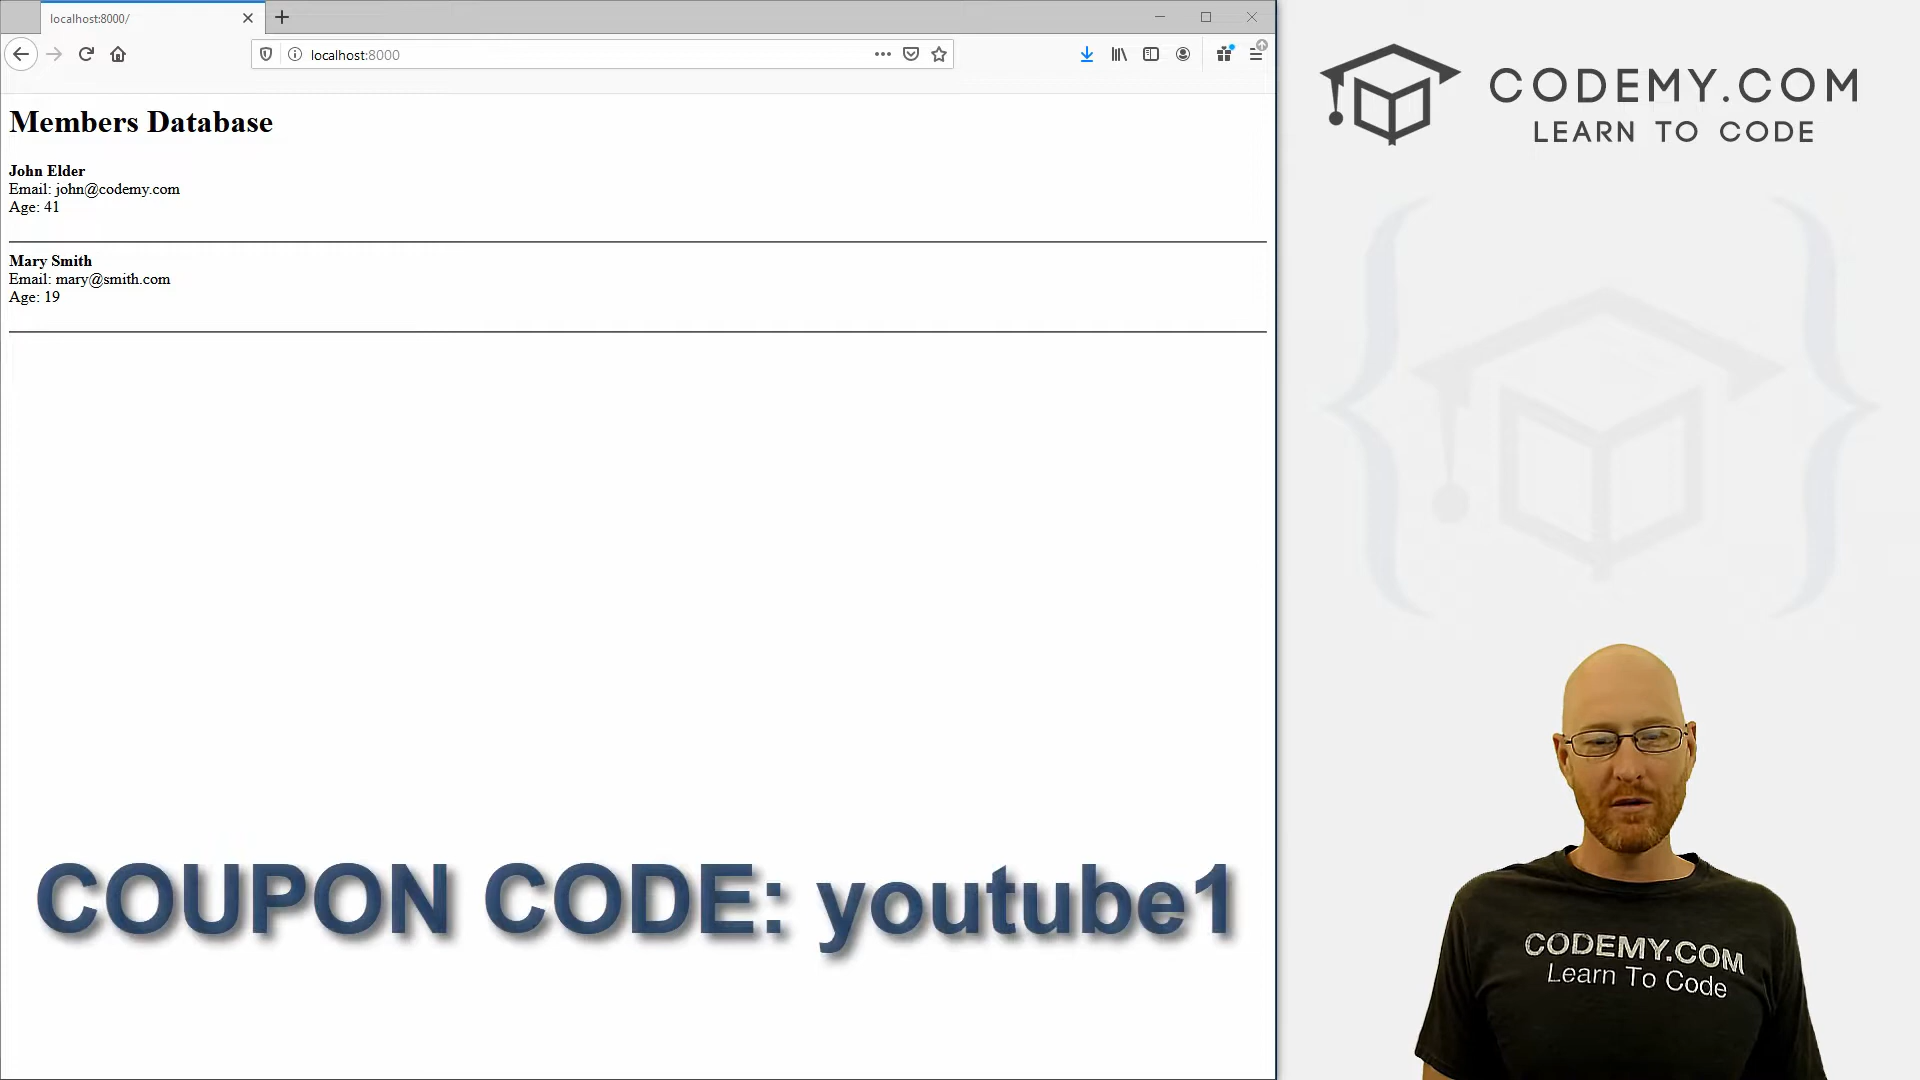 localhost:8000/
localhost:8000
Members Database
John Elder
Email: john@codemy.com
Age: 41
Mary Smith
Email: mary@smith.com
Age: 19
COUPON CODE: youtube1
CODEMY.COM
LEARN TO CODE
CODEMY.COM
Learn To Code